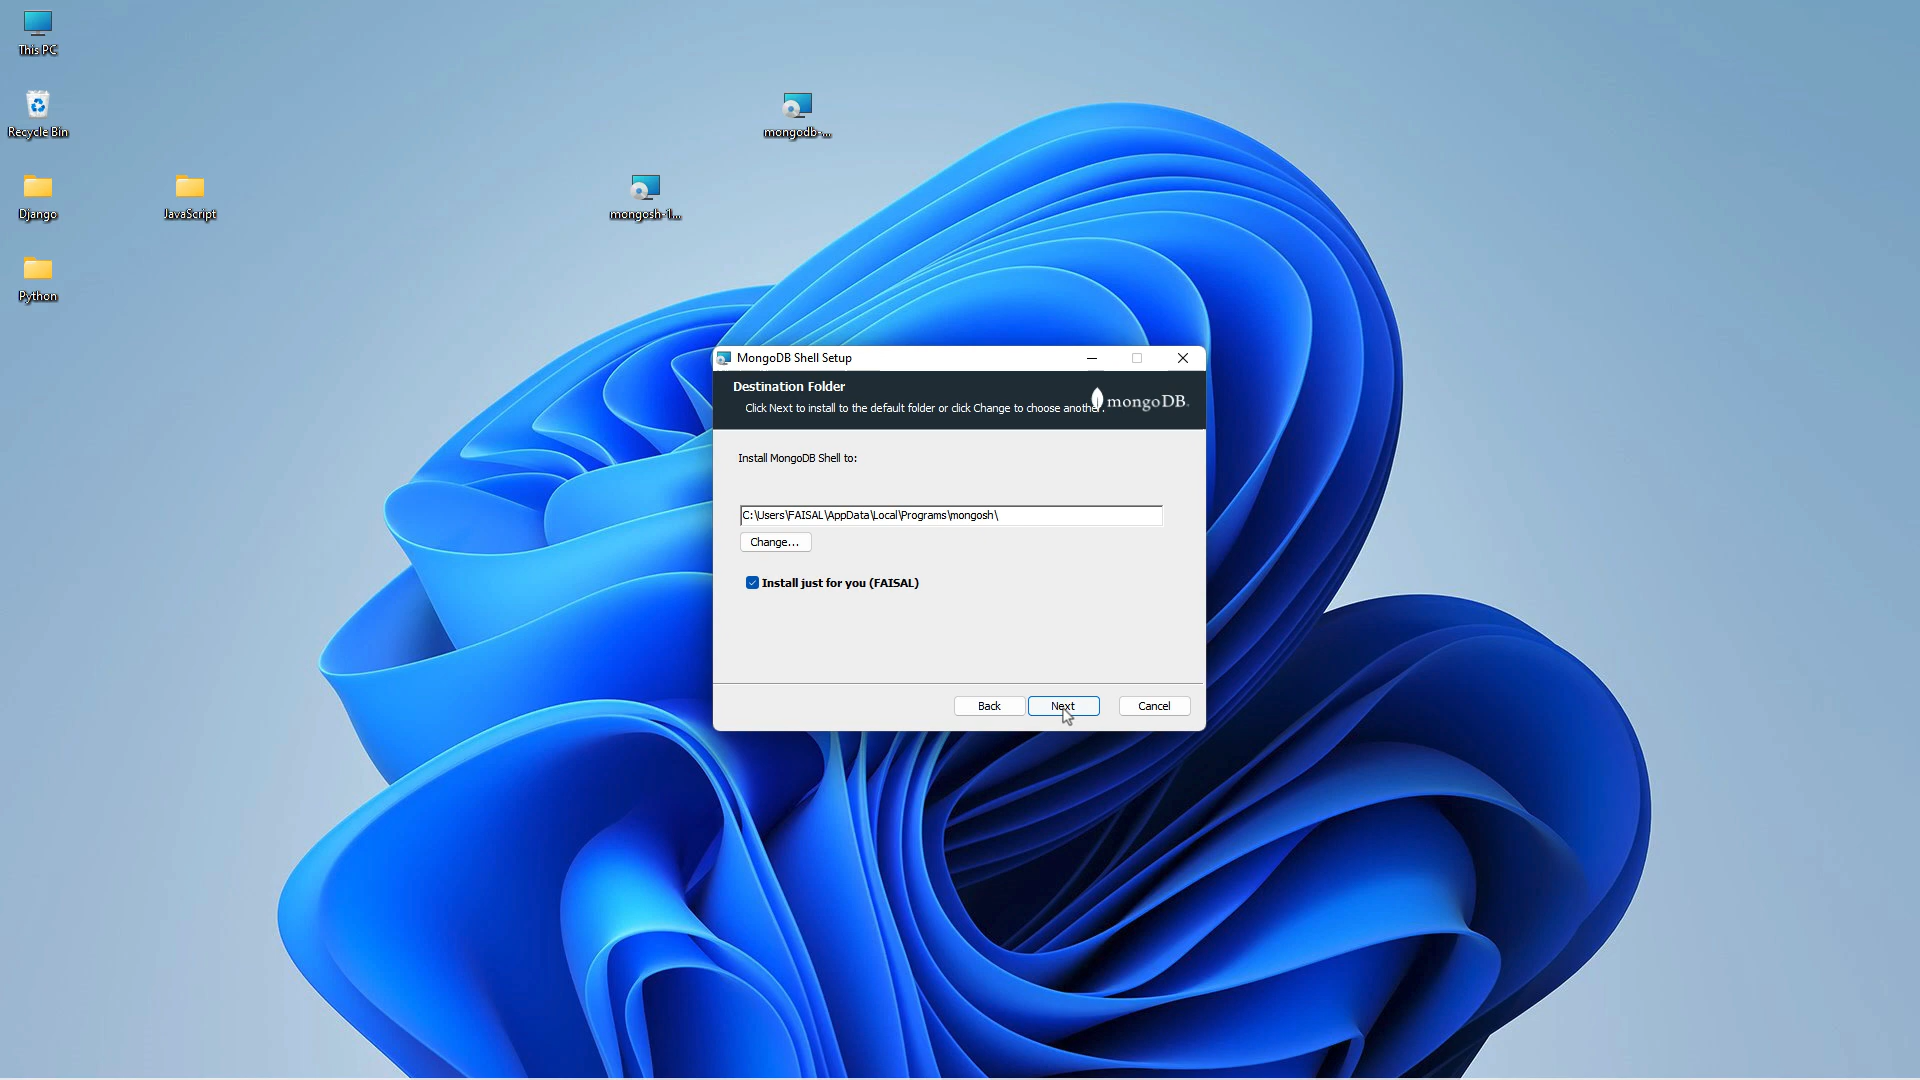 This PC
Recycle Bin
Django
Python
JavaScript
mongodb-...
mongosh-1...
MongoDB Shell Setup
Destination Folder
Click Next to install to the default folder or click Change to choose another.
mongoDB.
Install MongoDB Shell to:
C:\Users\FAISAL\AppData\Local\Programs\mongosh\
Change...
Install just for you (FAISAL)
Back
Next
Cancel